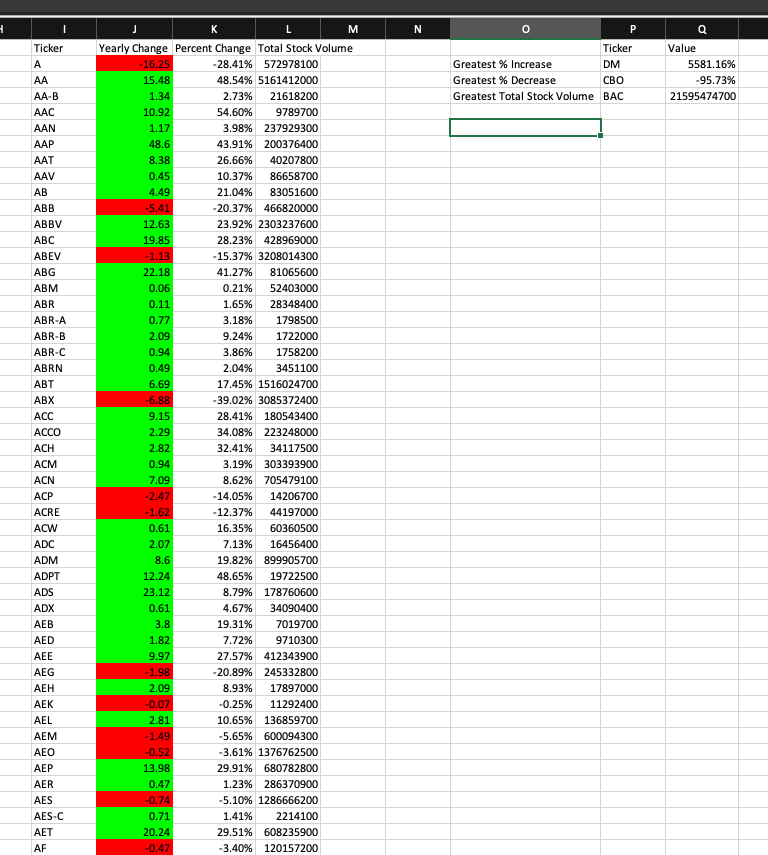 H I J K L M N O P Q
Ticker Yearly Change Percent Change Total Stock Volume Ticker Value
A -16.25 -28.41% 572978100 Greatest % Increase DM 5581.16%
AA 15.48 48.54% 5161412000 Greatest % Decrease CBO -95.73%
AA-B 1.34 2.73% 21618200 Greatest Total Stock Volume BAC 21595474700
AAC 10.92 54.60% 9789700
AAN 1.17 3.98% 237929300
AAP 48.6 43.91% 200376400
AAT 8.38 26.66% 40207800
AAV 0.45 10.37% 86658700
AB 4.49 21.04% 83051600
ABB -5.41 -20.37% 466820000
ABBV 12.63 23.92% 2303237600
ABC 19.85 28.23% 428969000
ABEV -1.13 -15.37% 3208014300
ABG 22.18 41.27% 81065600
ABM 0.06 0.21% 52403000
ABR 0.11 1.65% 28348400
ABR-A 0.77 3.18% 1798500
ABR-B 2.09 9.24% 1722000
ABR-C 0.94 3.86% 1758200
ABRN 0.49 2.04% 3451100
ABT 6.69 17.45% 1516024700
ABX -6.88 -39.02% 3085372400
ACC 9.15 28.41% 180543400
ACCO 2.29 34.08% 223248000
ACH 2.82 32.41% 34117500
ACM 0.94 3.19% 303393900
ACN 7.09 8.62% 705479100
ACP -2.47 -14.05% 14206700
ACRE -1.62 -12.37% 44197000
ACW 0.61 16.35% 60360500
ADC 2.07 7.13% 16456400
ADM 8.6 19.82% 899905700
ADPT 12.24 48.65% 19722500
ADS 23.12 8.79% 178760600
ADX 0.61 4.67% 34090400
AEB 3.8 19.31% 7019700
AED 1.82 7.72% 9710300
AEE 9.97 27.57% 412343900
AEG -1.98 -20.89% 245332800
AEH 2.09 8.93% 17897000
AEK -0.07 -0.25% 11292400
AEL 2.81 10.65% 136859700
AEM -1.49 -5.65% 600094300
AEO -0.52 -3.61% 1376762500
AEP 13.98 29.91% 680782800
AER 0.47 1.23% 286370900
AES -0.74 -5.10% 1286666200
AES-C 0.71 1.41% 2214100
AET 20.24 29.51% 608235900
AF -0.47 -3.40% 120157200